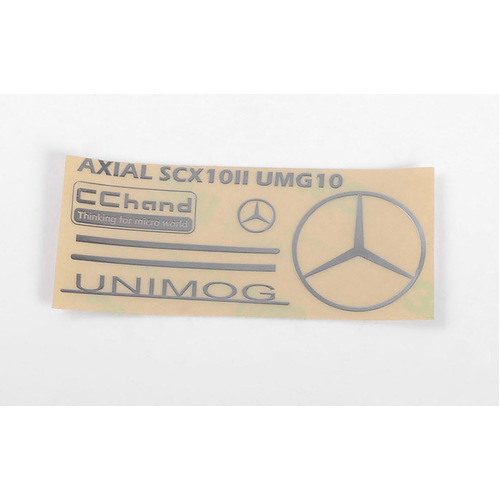 AXIAL SCX10II UMG10
CChand
Thinking for micro world
UNIMOG